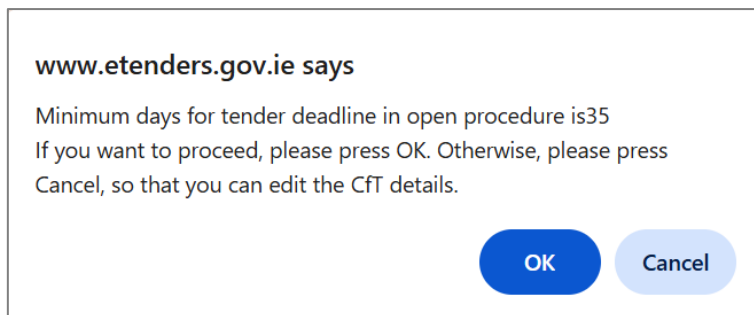 www.etenders.gov.ie says
Minimum days for tender deadline in open procedure is35
If you want to proceed, please press OK. Otherwise, please press
Cancel, so that you can edit the CfT details.
OK
Cancel